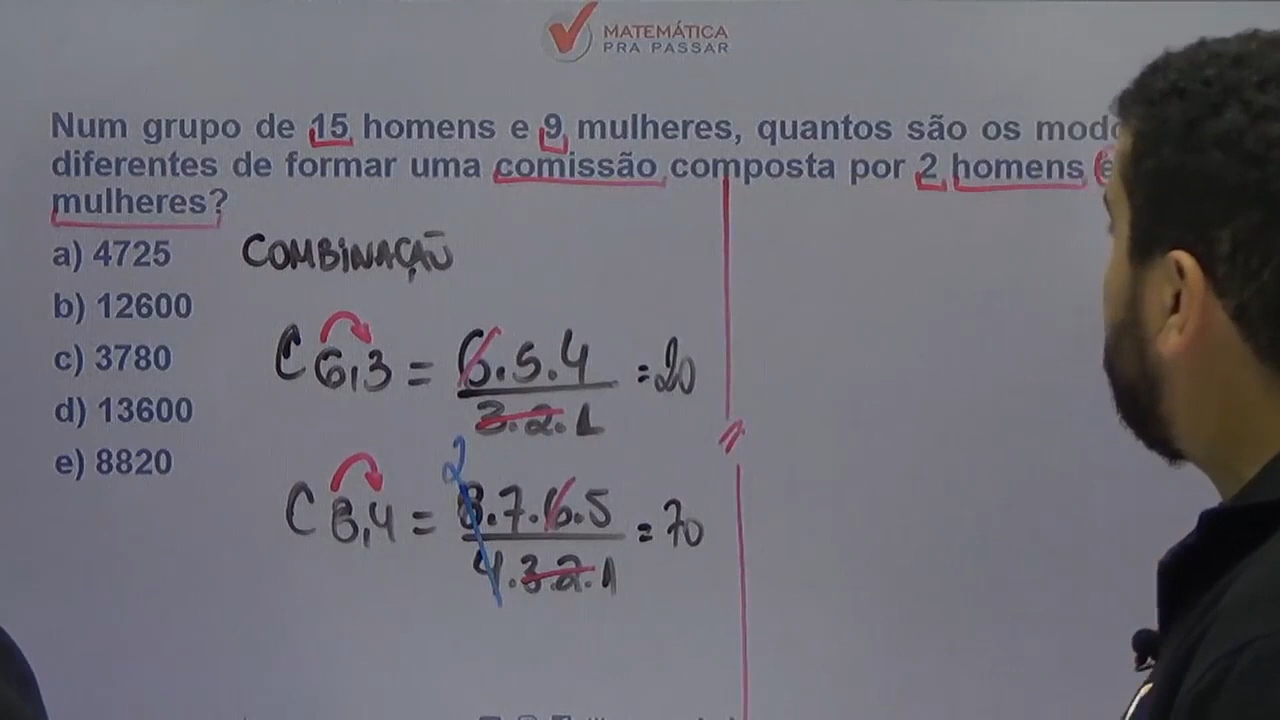 MATEMÁTICA
PRA PASSAR
Num grupo de 15 homens e 9 mulheres, quantos são os
diferentes de formar uma comissão composta por 2 homens
mulheres?
a) 4725
b) 12600
c) 3780
d) 13600
e) 8820
COMBINAÇÃO
C 6,3 = 6.5.4 = 20
3.2.1
2
C 8,4 = 8.7.6.5 = 70
4.3.2.1